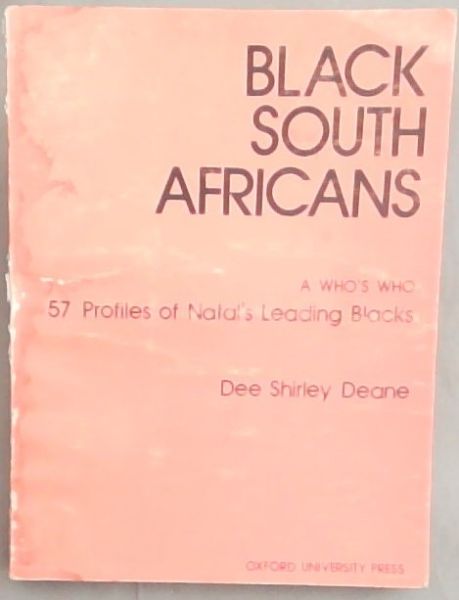 BLACK
SOUTH
AFRICANS
A WHO'S WHO
57 Profiles of Natal's Leading Blacks
Dee Shirley Deane
OXFORD UNIVERSITY PRESS